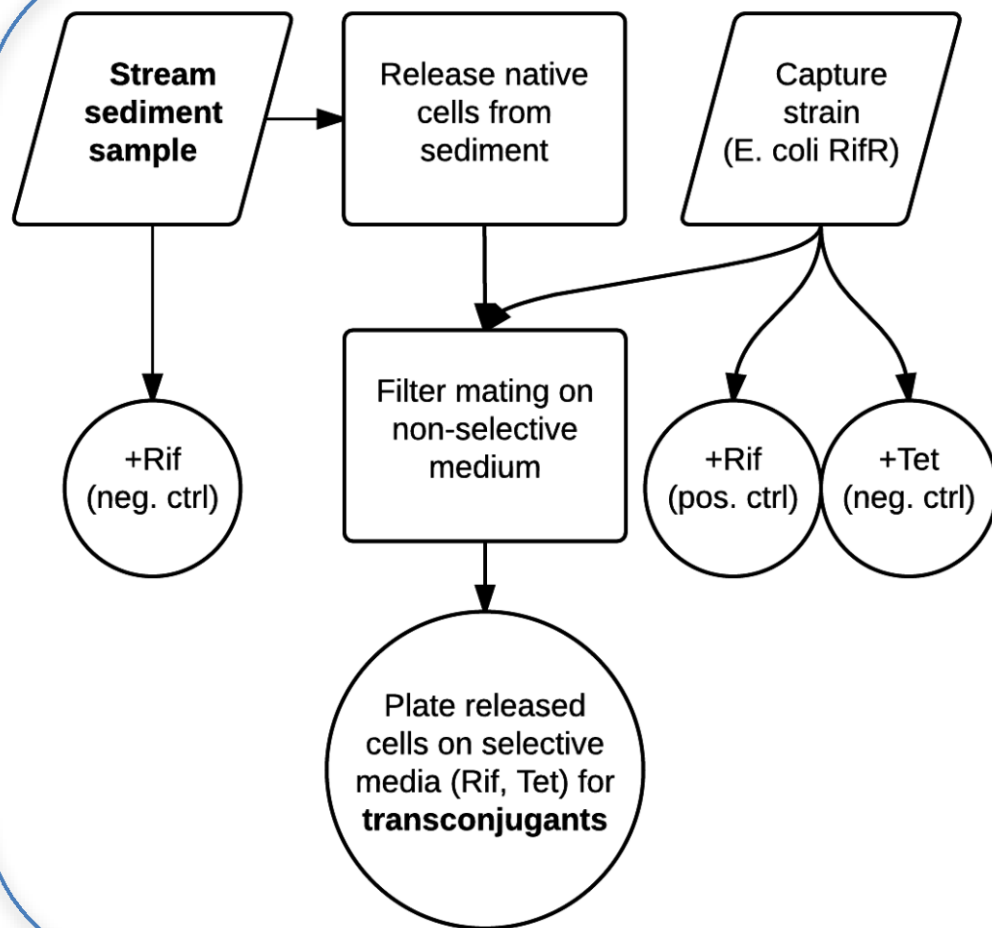 Stream
sediment
sample
Release native
cells from
sediment
Capture
strain
(E. coli RifR)
+Rif
(neg. ctrl)
Filter mating on
non-selective
medium
+Rif
(pos. ctrl)
+Tet
(neg. ctrl)
Plate released
cells on selective
media (Rif, Tet) for
transconjugants